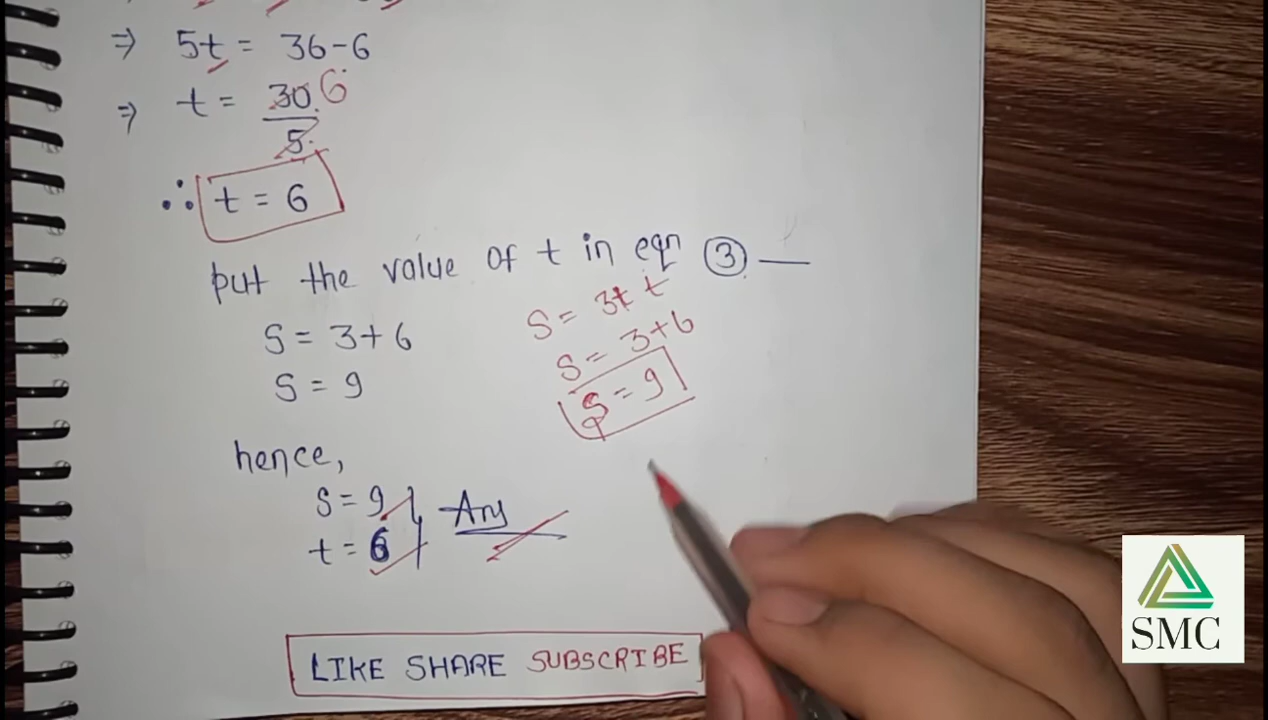 ⇒ 5t = 36-6
⇒ t = 30 6
5
∴ t = 6
put the value of t in eqn ③ —
S = 3+6
S = 9
S = 3+ t
S = 3+6
S = 9
hence,
S = 9
t = 6
Ans
LIKE SHARE SUBSCRIBE
SMC